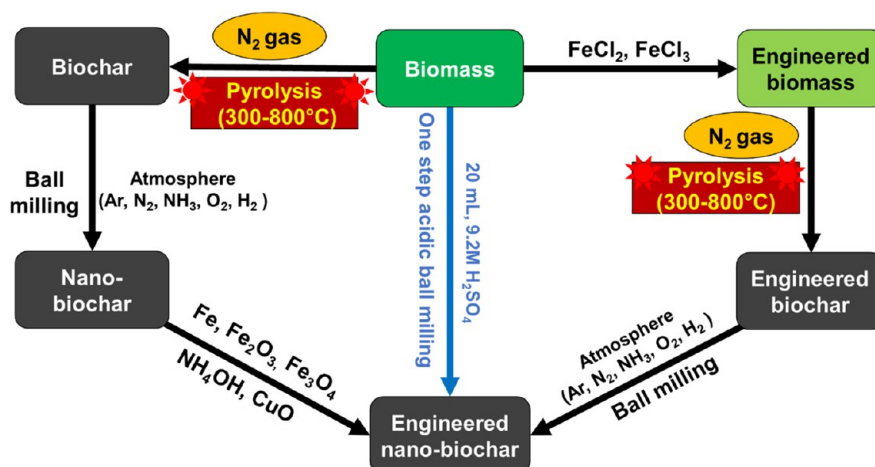 N₂ gas
Biochar
Biomass
FeCl₂, FeCl₃
Engineered
biomass
Pyrolysis
(300-800°C)
N₂ gas
Pyrolysis
(300-800°C)
Ball
milling
Atmosphere
(Ar, N₂, NH₃, O₂, H₂ )
One step acidic ball milling
20 mL, 9.2M H₂SO₄
Nano-
biochar
Engineered
biochar
Fe, Fe₂O₃, Fe₃O₄
NH₄OH, CuO
Atmosphere
(Ar, N₂, NH₃, O₂, H₂ )
Ball milling
Engineered
nano-biochar